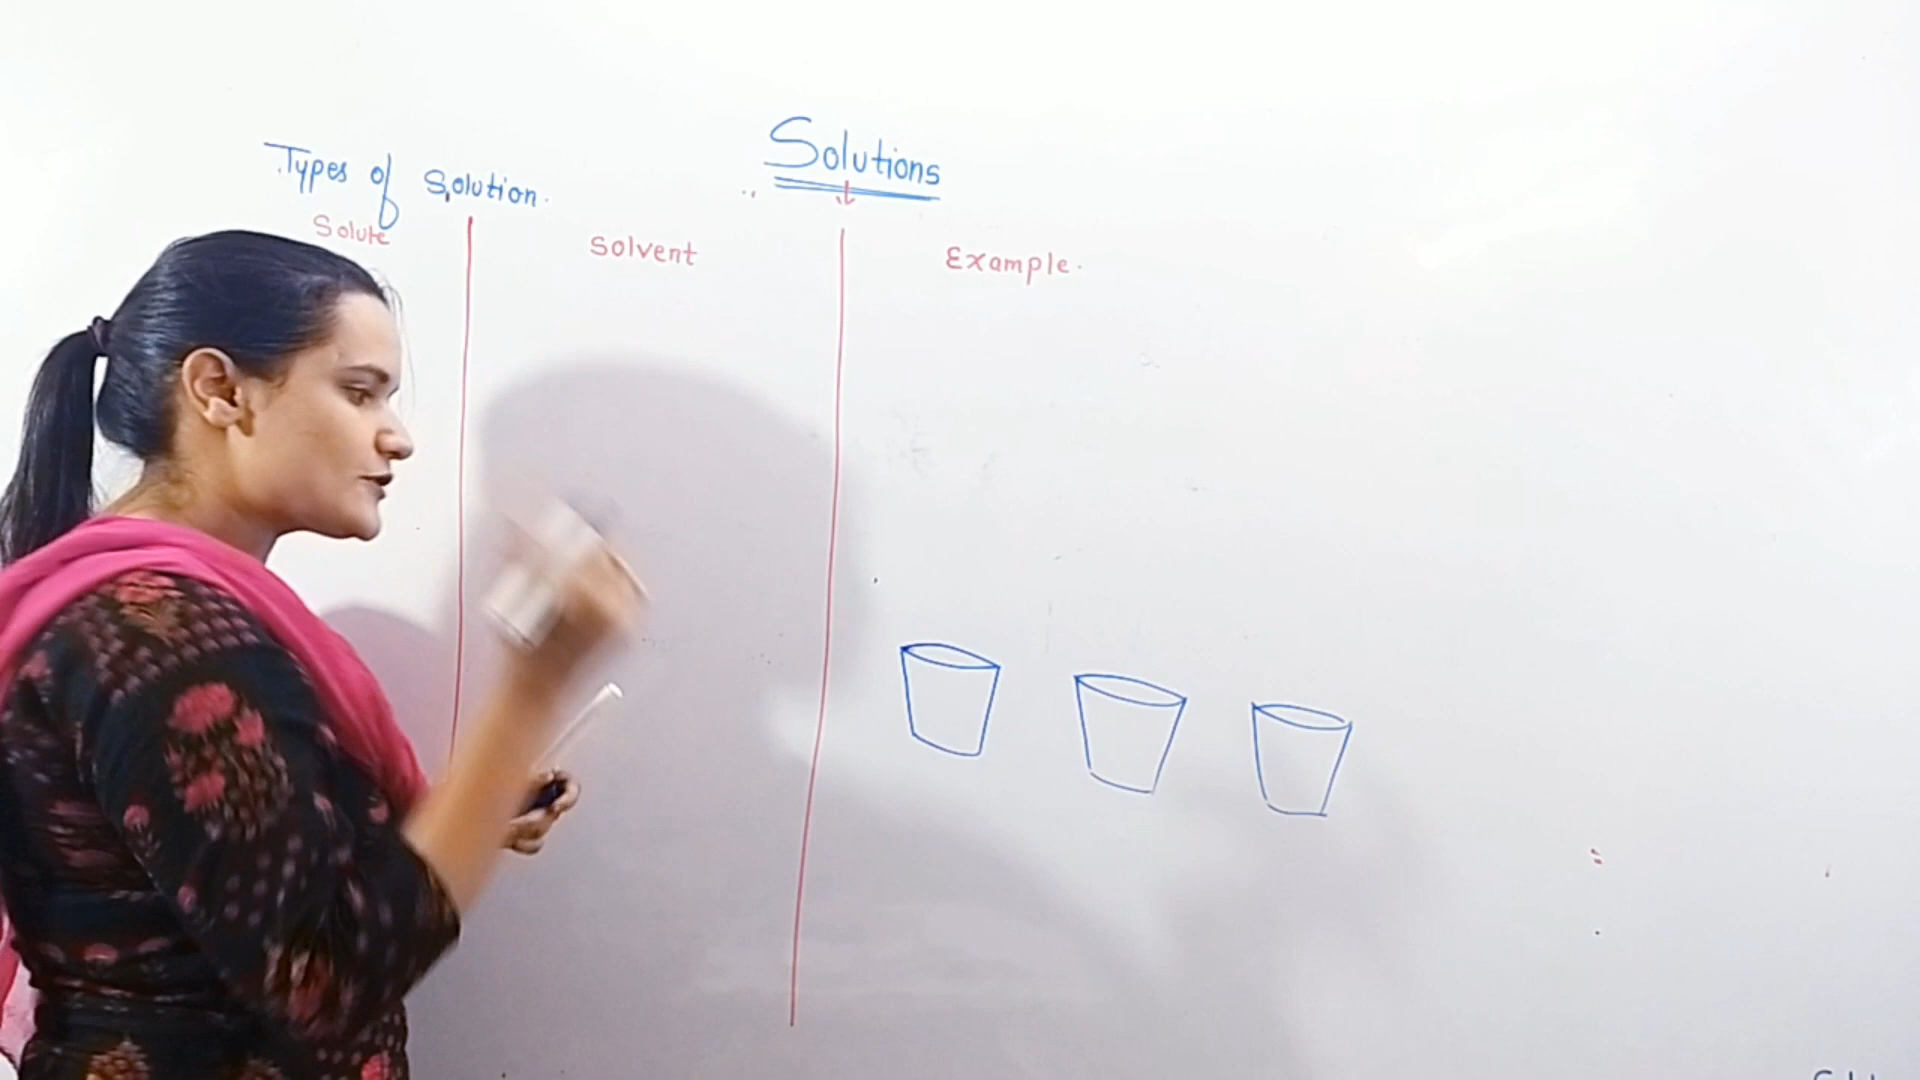 Solutions
Types of Solution.
Solute
Solvent
Example.